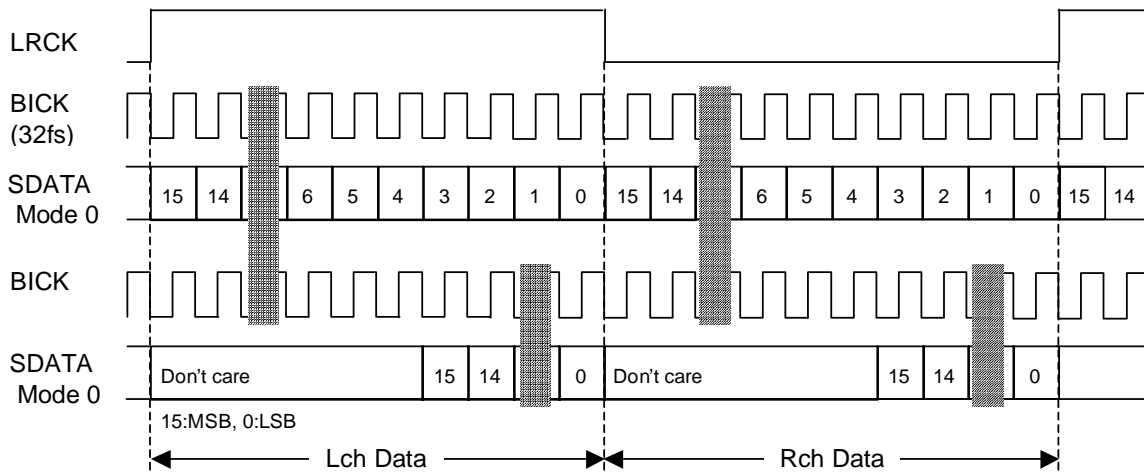 LRCK
BICK
(32fs)
SDATA
Mode 0
15 14 6 5 4 3 2 1 0 15 14 6 5 4 3 2 1 0 15 14
BICK
SDATA
Mode 0
Don't care 15 14 0 Don't care 15 14 0
15:MSB, 0:LSB
Lch Data Rch Data